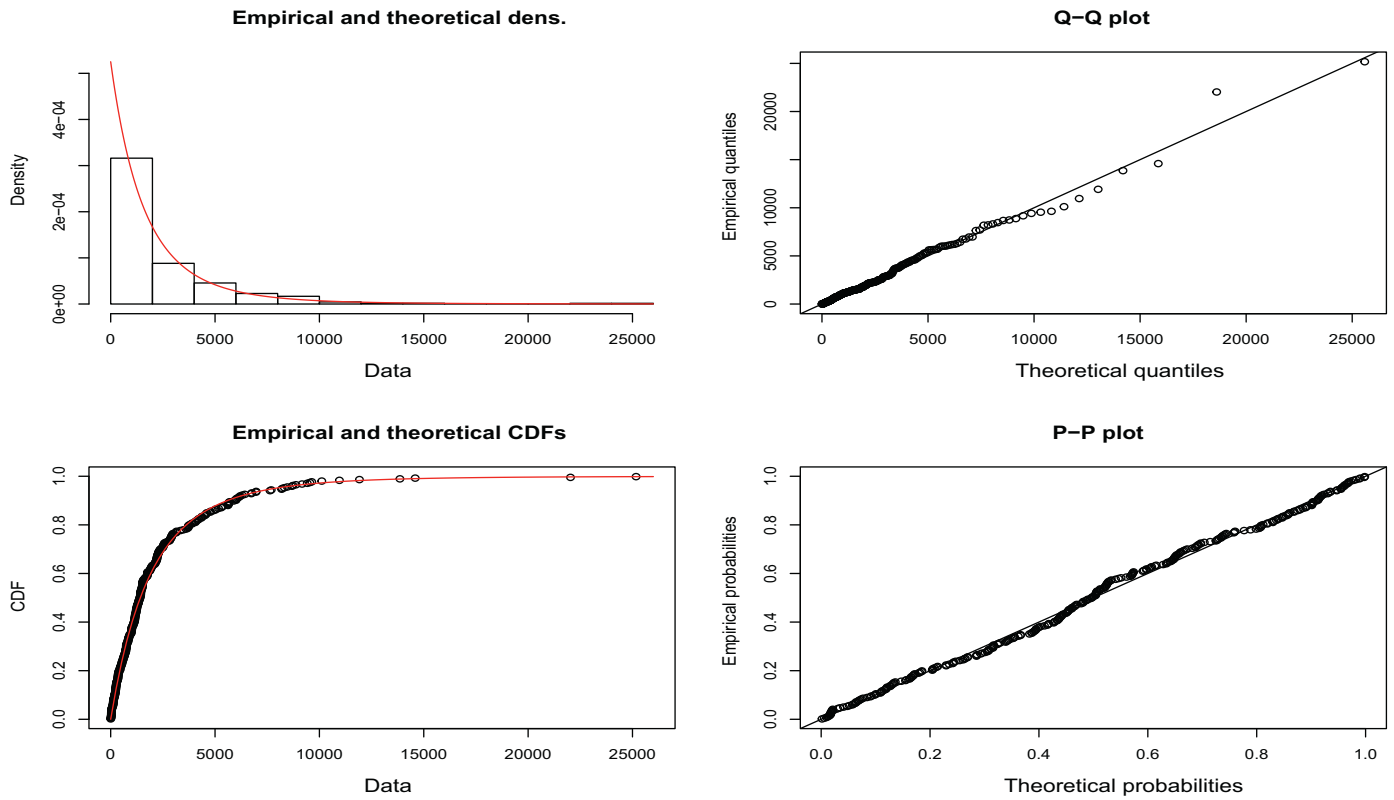 Empirical and theoretical dens.
Density
0e+00 2e−04 4e−04
0 5000 10000 15000 20000 25000
Data
Q−Q plot
Empirical quantiles
0 5000 10000 20000
0 5000 10000 15000 20000 25000
Theoretical quantiles
Empirical and theoretical CDFs
CDF
0.0 0.2 0.4 0.6 0.8 1.0
0 5000 10000 15000 20000 25000
Data
P−P plot
Empirical probabilities
0.0 0.2 0.4 0.6 0.8 1.0
0.0 0.2 0.4 0.6 0.8 1.0
Theoretical probabilities